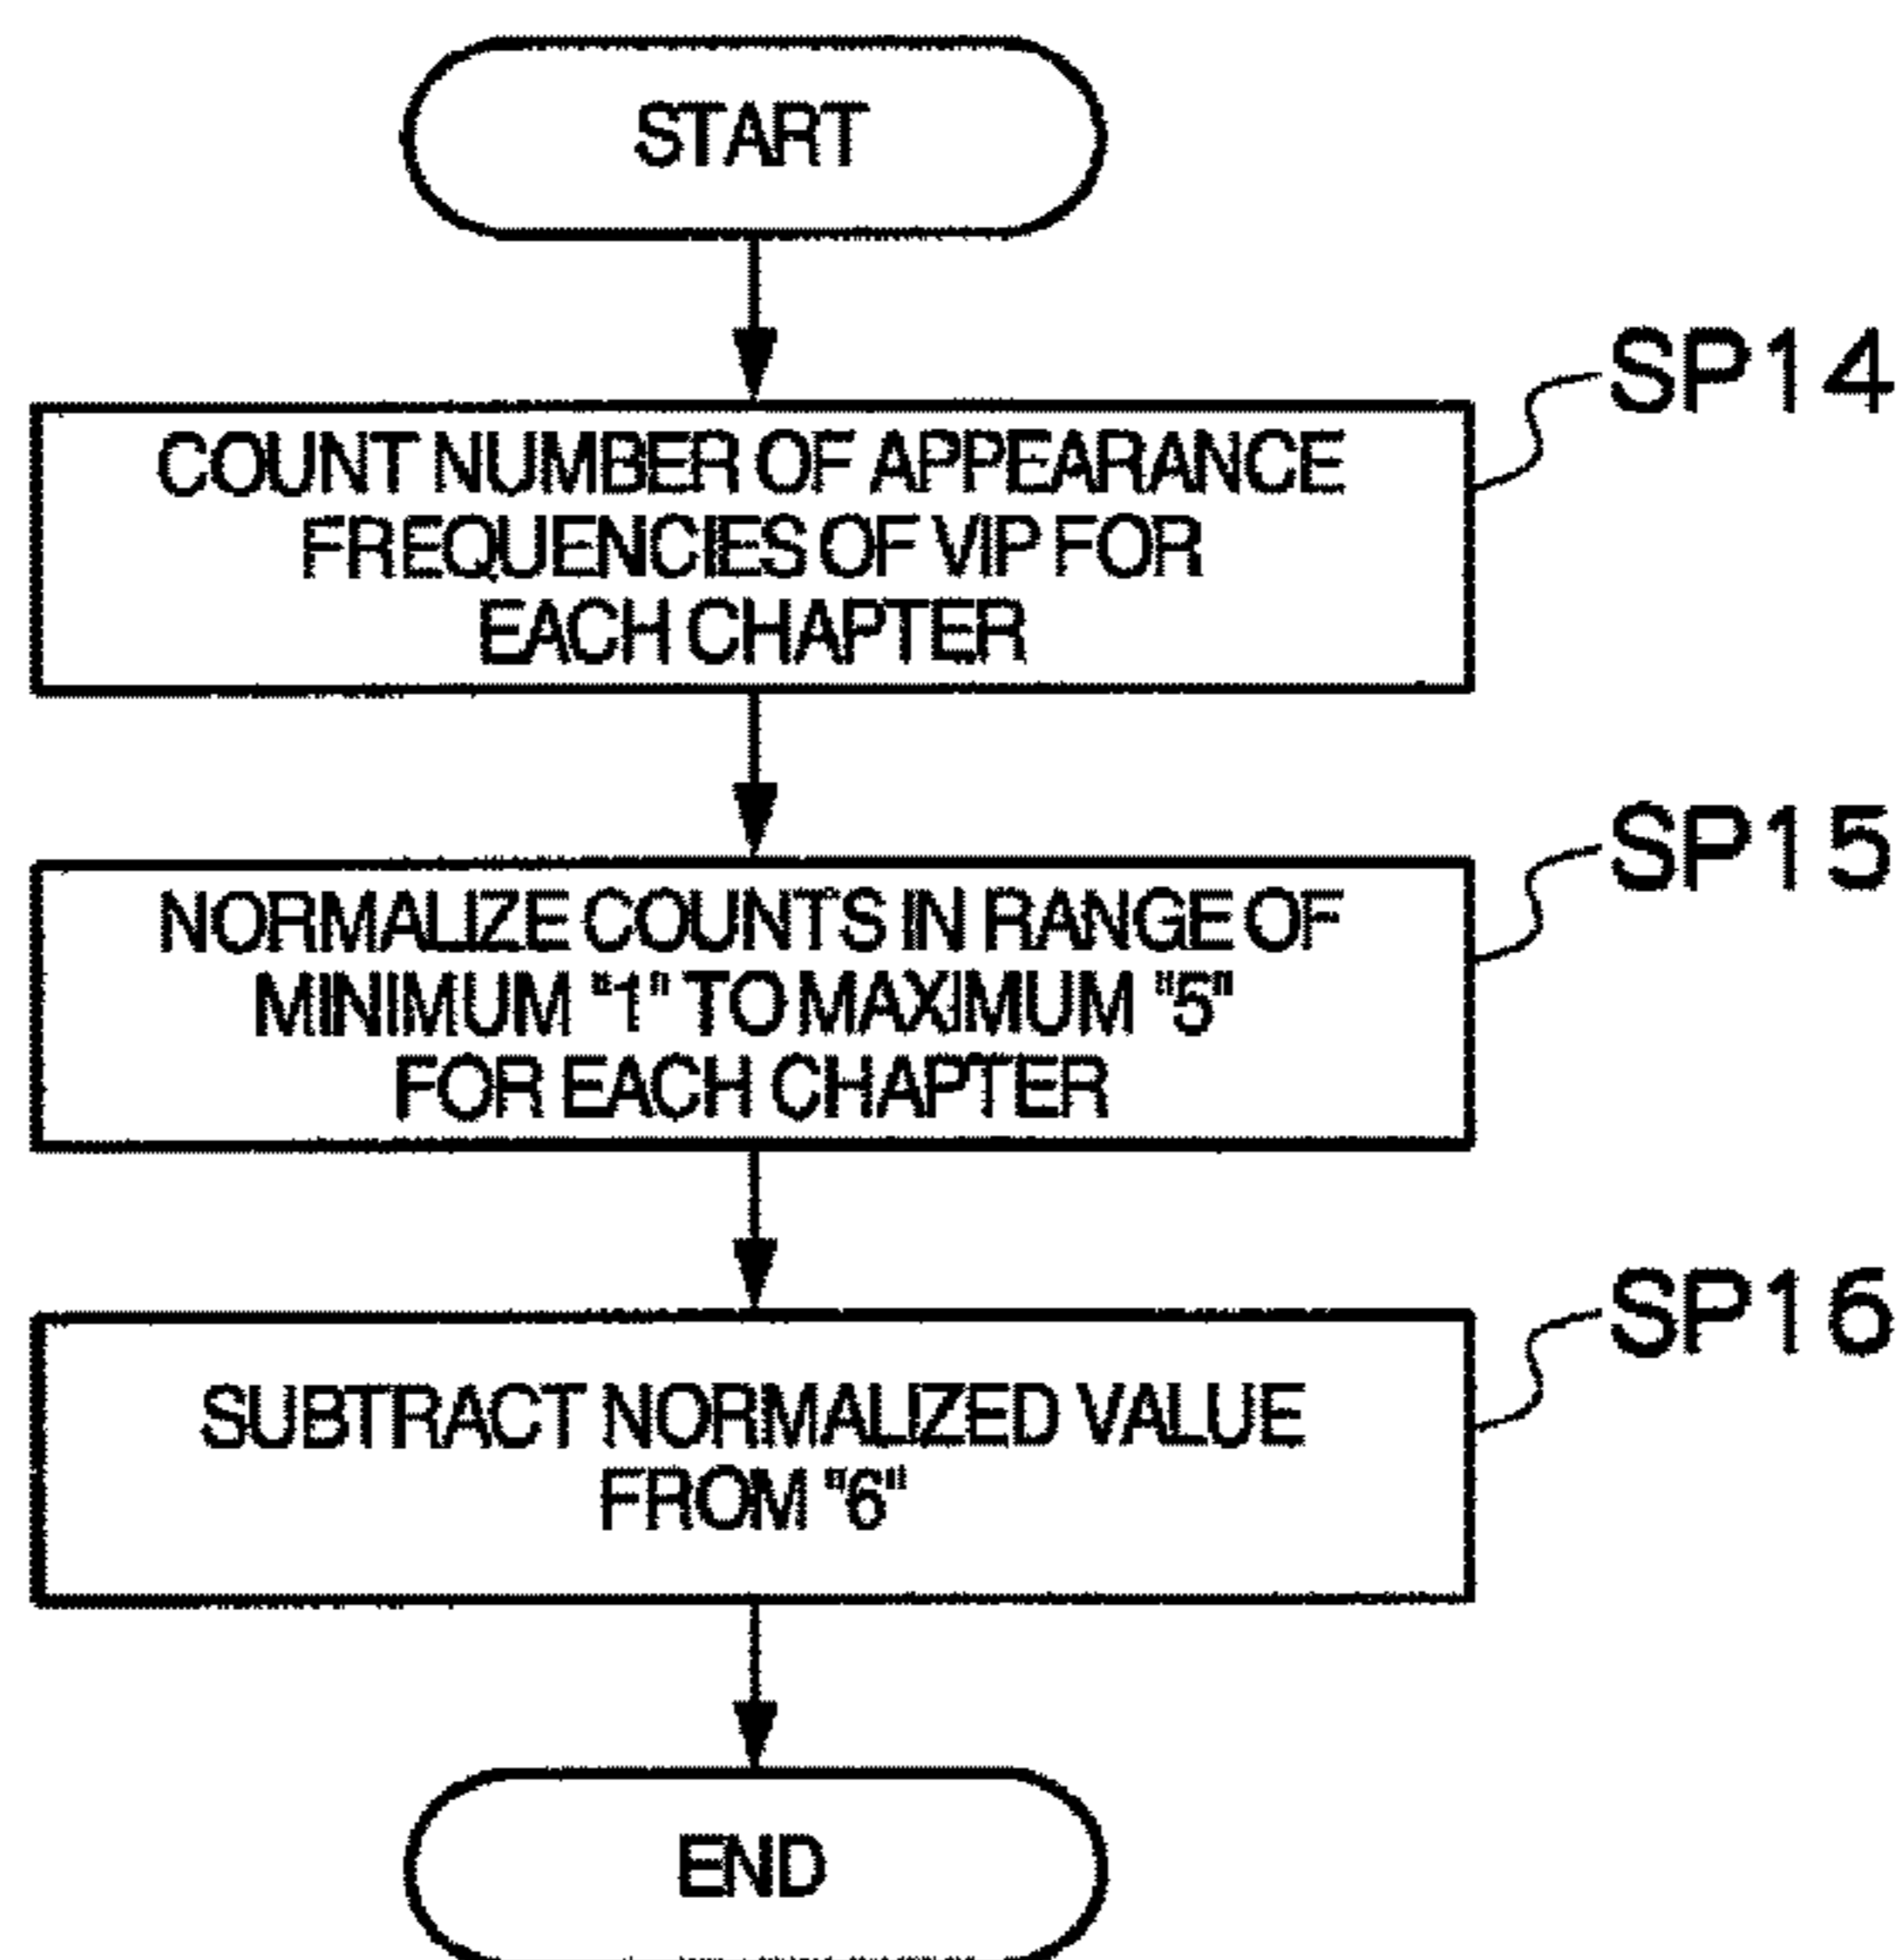 START
SP14
COUNT NUMBER OF APPEARANCE
FREQUENCIES OF VIP FOR
EACH CHAPTER
SP15
NORMALIZE COUNTS IN RANGE OF
MINIMUM "1" TO MAXIMUM "5"
FOR EACH CHAPTER
SP16
SUBTRACT NORMALIZED VALUE
FROM "6"
END